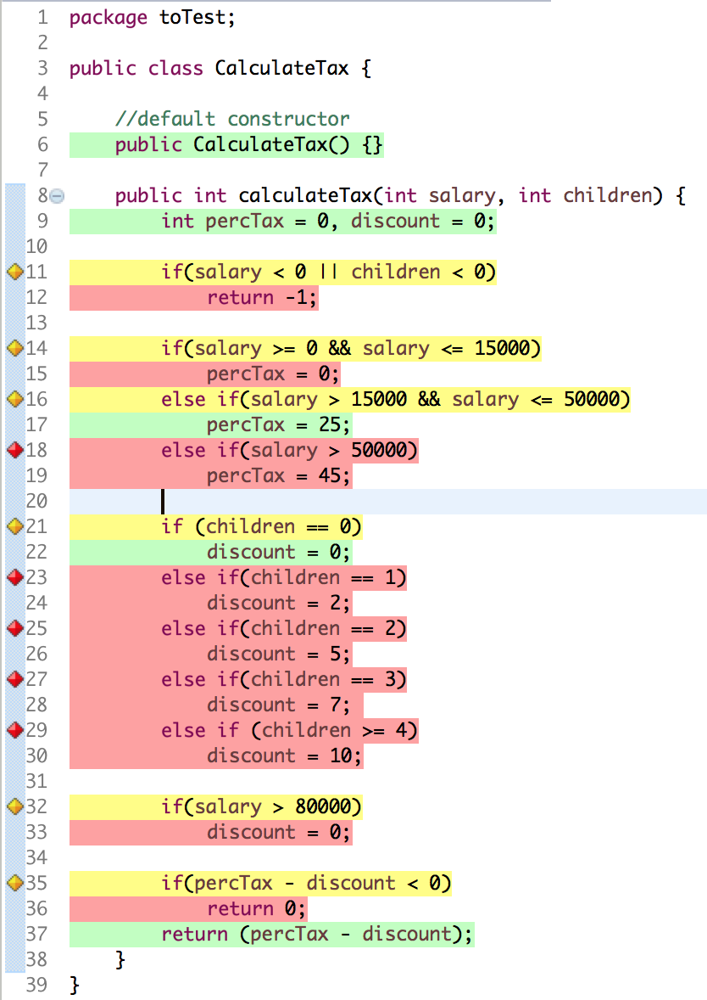 1 package toTest;
2
3 public class CalculateTax {
4
5     //default constructor
6     public CalculateTax() {}
7
8     public int calculateTax(int salary, int children) {
9         int percTax = 0, discount = 0;
10
11         if(salary < 0 || children < 0)
12             return -1;
13
14         if(salary >= 0 && salary <= 15000)
15             percTax = 0;
16         else if(salary > 15000 && salary <= 50000)
17             percTax = 25;
18         else if(salary > 50000)
19             percTax = 45;
20
21         if (children == 0)
22             discount = 0;
23         else if(children == 1)
24             discount = 2;
25         else if(children == 2)
26             discount = 5;
27         else if(children == 3)
28             discount = 7;
29         else if (children >= 4)
30             discount = 10;
31
32         if(salary > 80000)
33             discount = 0;
34
35         if(percTax - discount < 0)
36             return 0;
37         return (percTax - discount);
38     }
39 }